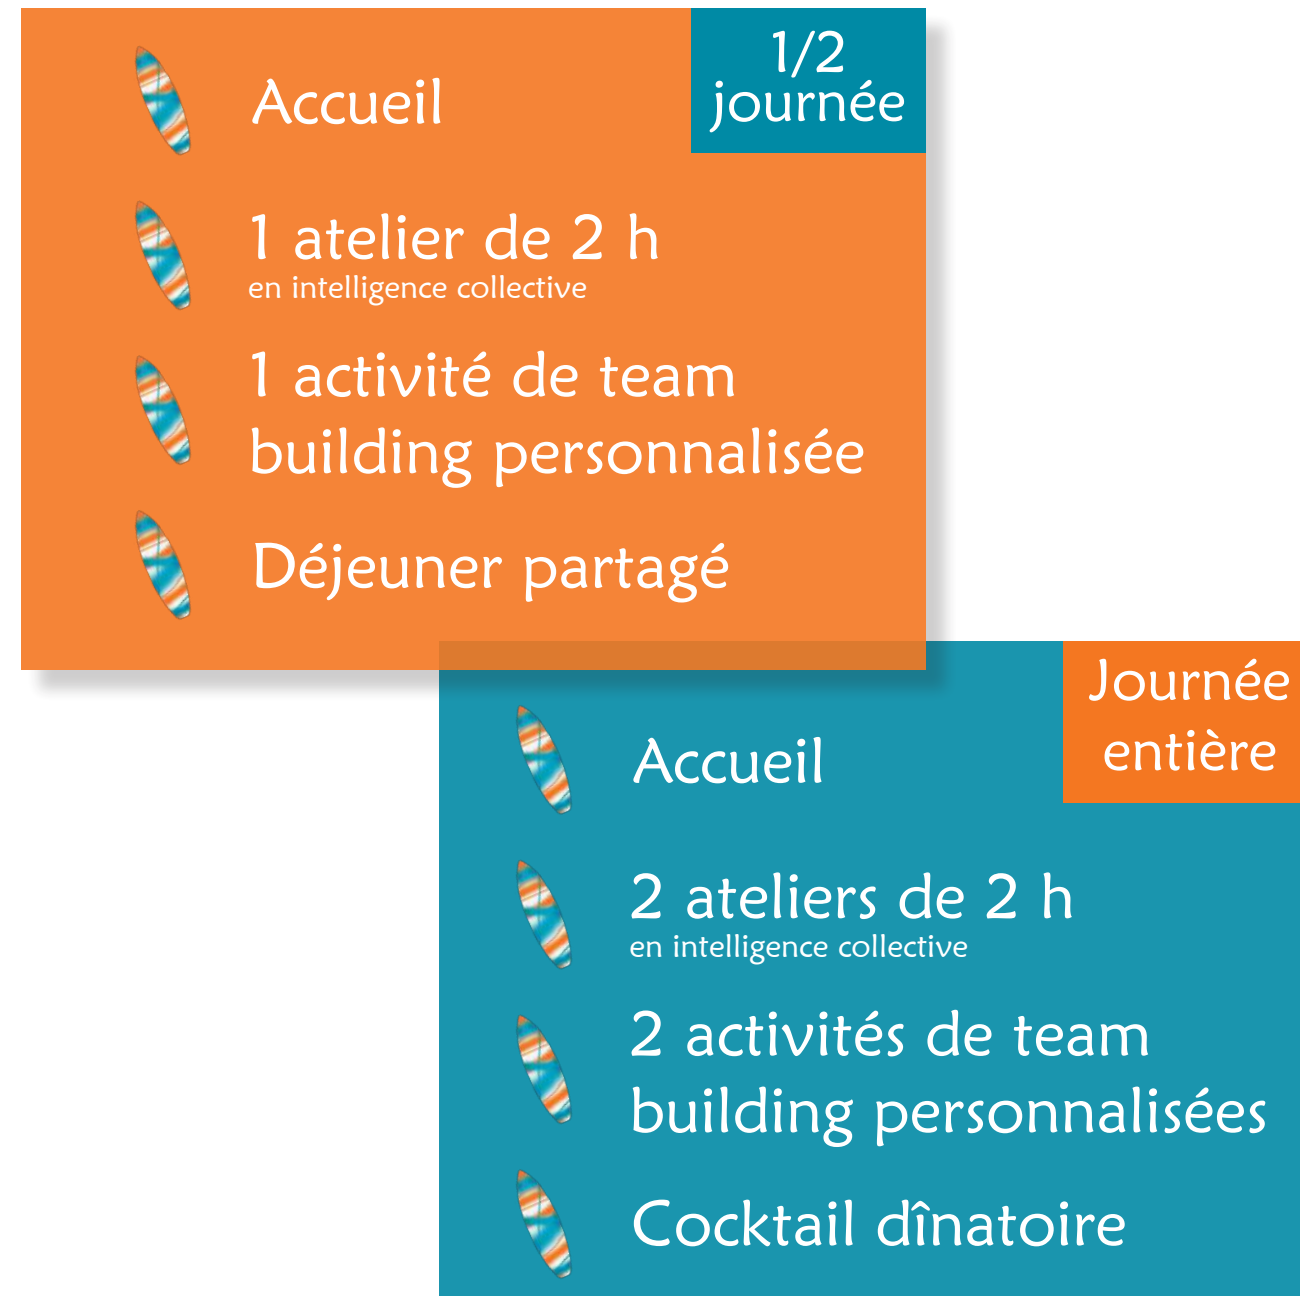 1/2
journée
Accueil
1 atelier de 2 h
en intelligence collective
1 activité de team
building personnalisée
Déjeuner partagé
Journée
entière
Accueil
2 ateliers de 2 h
en intelligence collective
2 activités de team
building personnalisées
Cocktail dînatoire